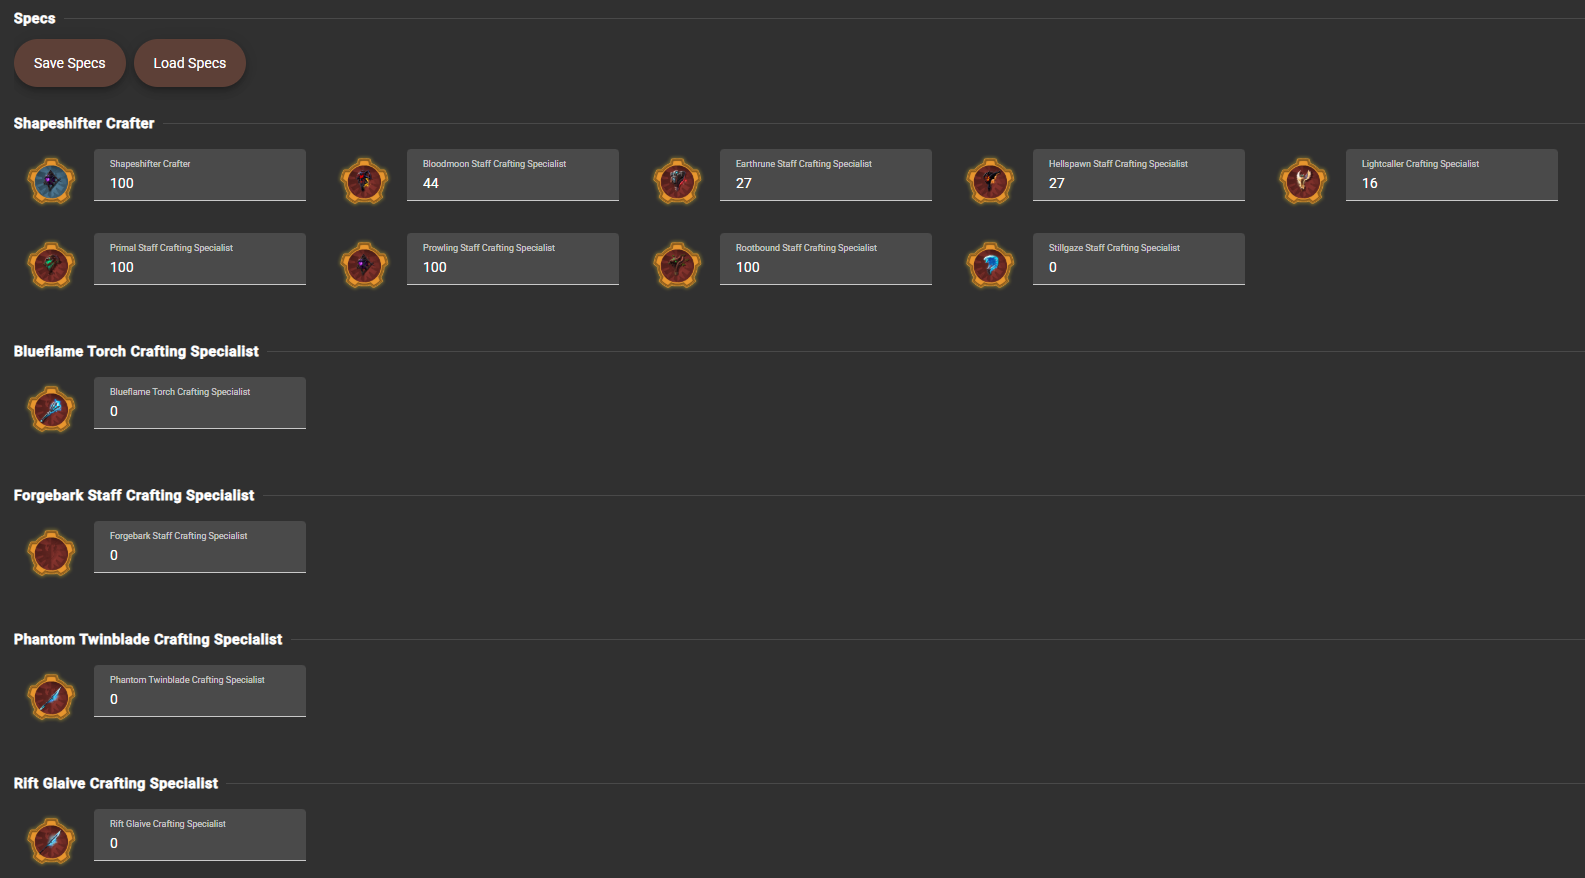 Specs
Save Specs
Load Specs
Shapeshifter Crafter
Shapeshifter Crafter
100
Bloodmoon Staff Crafting Specialist
44
Earthrune Staff Crafting Specialist
27
Hellspawn Staff Crafting Specialist
27
Lightcaller Crafting Specialist
16
Primal Staff Crafting Specialist
100
Prowling Staff Crafting Specialist
100
Rootbound Staff Crafting Specialist
100
Stillgaze Staff Crafting Specialist
0
Blueflame Torch Crafting Specialist
Blueflame Torch Crafting Specialist
0
Forgebark Staff Crafting Specialist
Forgebark Staff Crafting Specialist
0
Phantom Twinblade Crafting Specialist
Phantom Twinblade Crafting Specialist
0
Rift Glaive Crafting Specialist
Rift Glaive Crafting Specialist
0